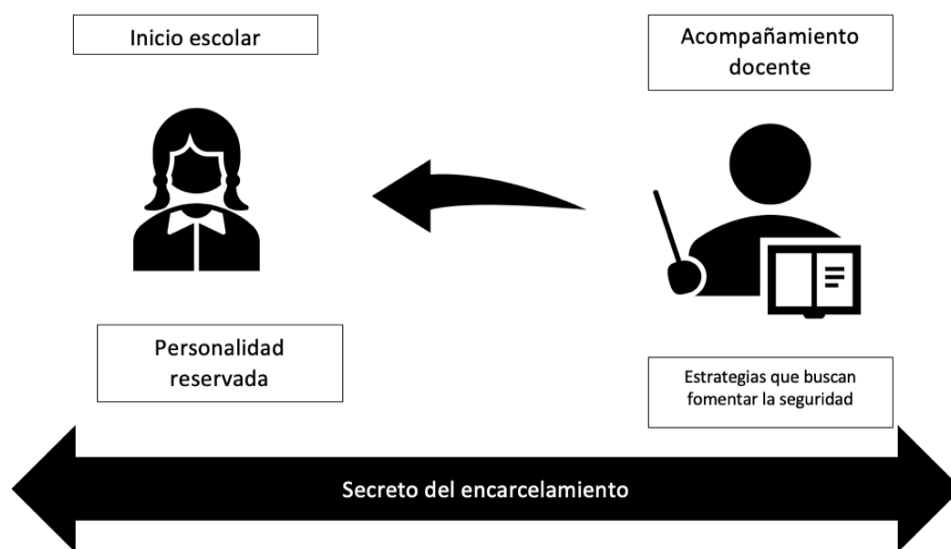 Inicio escolar
Acompañamiento
docente
Personalidad
reservada
Estrategias que buscan
fomentar la seguridad
Secreto del encarcelamiento